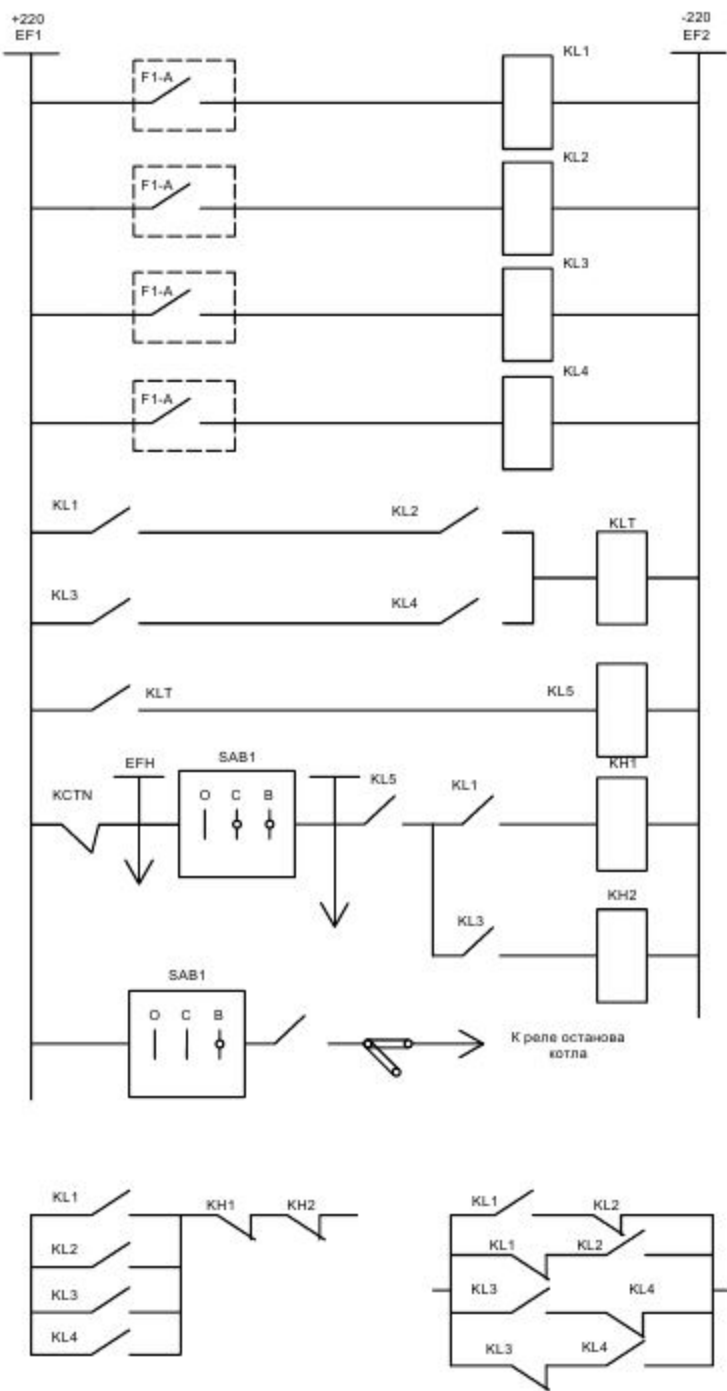 +220
EF1
-220
EF2
F1-A
KL1
F1-A
KL2
F1-A
KL3
F1-A
KL4
KL1
KL2
KLT
KL3
KL4
KLT
KL5
KCTN
EFH
SAB1
О С В
KL5
KL1
KH1
KL3
KH2
SAB1
О С В
К реле останова
котла
KL1
KH1
KH2
KL2
KL3
KL4
KL1
KL2
KL1
KL2
KL3
KL4
KL3
KL4